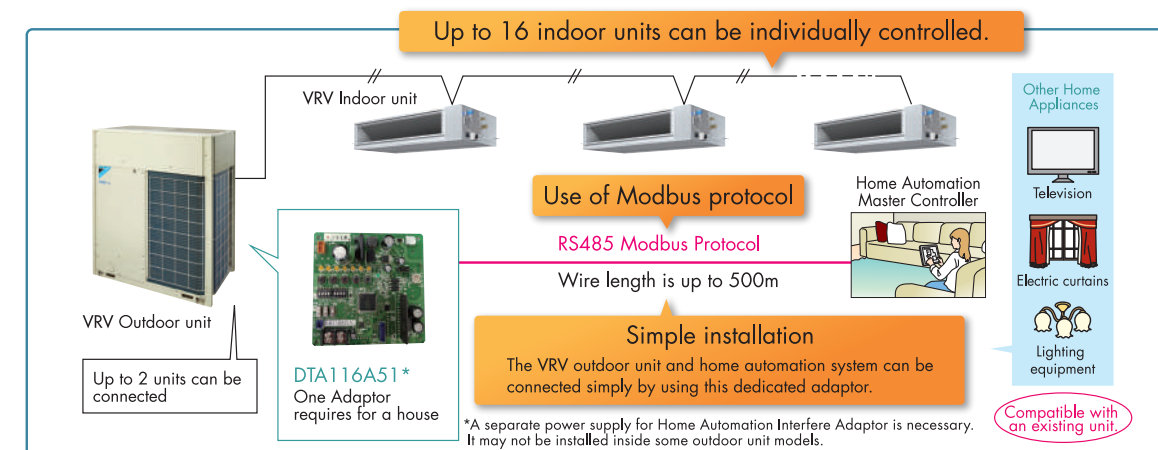 Up to 16 indoor units can be individually controlled.
VRV Indoor unit
Other Home
Appliances
Television
Electric curtains
Lighting
equipment
Compatible with
an existing unit.
Use of Modbus protocol
RS485 Modbus Protocol
Wire length is up to 500m
Home Automation
Master Controller
VRV Outdoor unit
Up to 2 units can be
connected
DTA116A51*
One Adaptor
requires for a house
Simple installation
The VRV outdoor unit and home automation system can be
connected simply by using this dedicated adaptor.
*A separate power supply for Home Automation Interfere Adaptor is necessary.
It may not be installed inside some outdoor unit models.